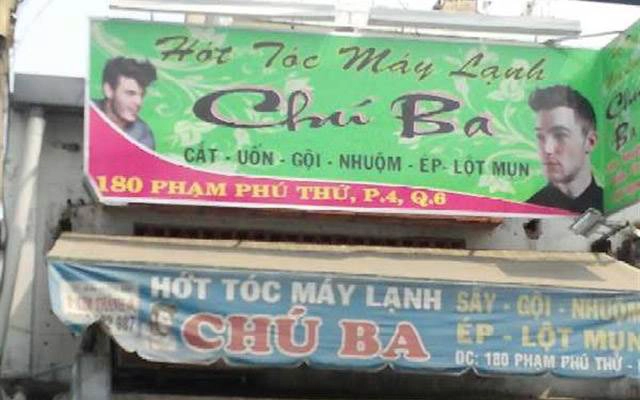 Hớt Tóc Máy Lạnh
Chú Ba
CẮT - UỐN - GỘI - NHUỘM - ÉP - LỘT MỤN
180 PHẠM PHÚ THỨ, P.4, Q.6
HỚT TÓC MÁY LẠNH
CHÚ BA
SẤY - GỘI - NHUỘM
ÉP - LỘT MỤN
ĐC: 180 PHẠM PHÚ THỨ -
Chú